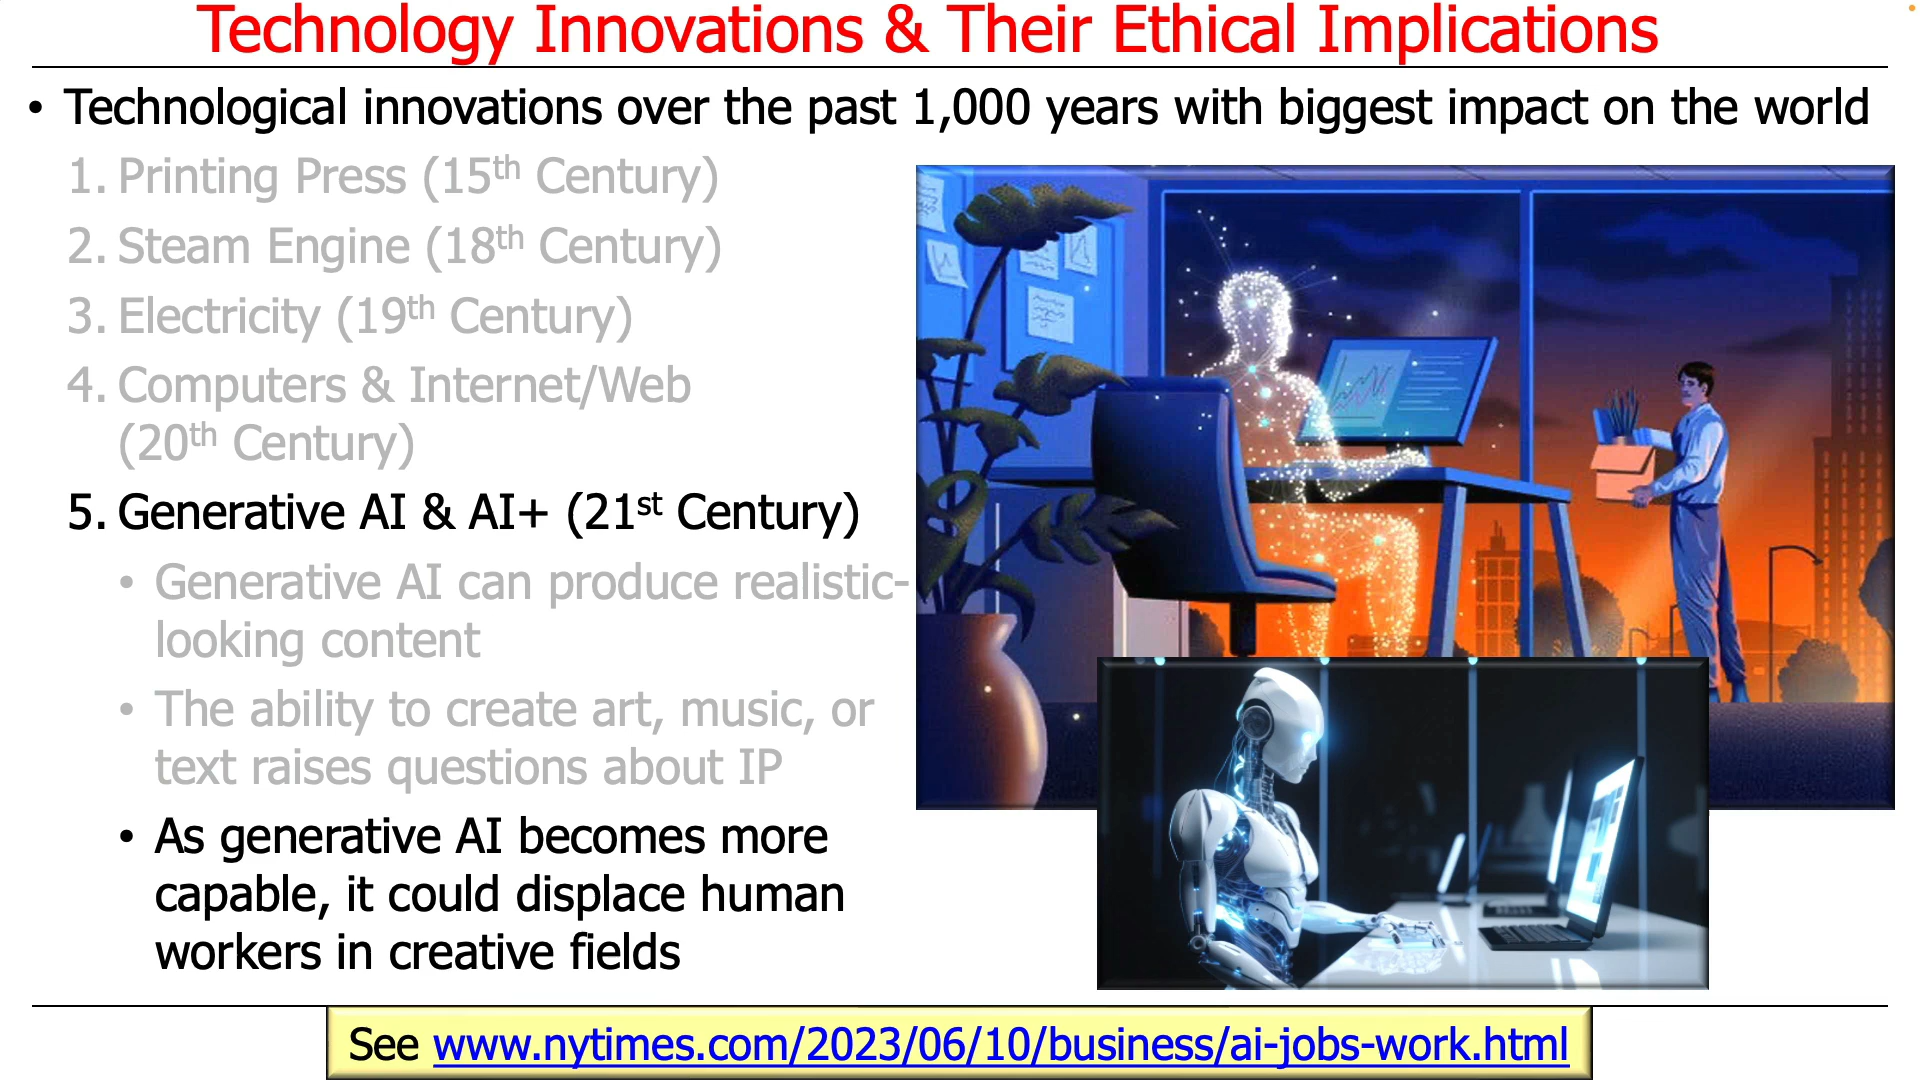 Technology Innovations & Their Ethical Implications
• Technological innovations over the past 1,000 years with biggest impact on the world
1. Printing Press (15th Century)
2. Steam Engine (18th Century)
3. Electricity (19th Century)
4. Computers & Internet/Web
(20th Century)
5. Generative AI & AI+ (21st Century)
• Generative AI can produce realistic-
looking content
• The ability to create art, music, or
text raises questions about IP
• As generative AI becomes more
capable, it could displace human
workers in creative fields
See www.nytimes.com/2023/06/10/business/ai-jobs-work.html